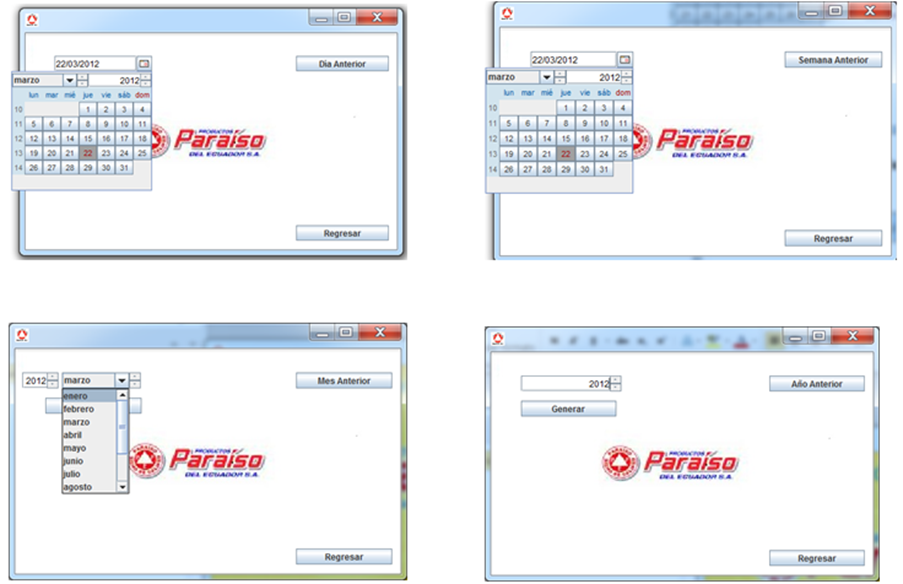 22/03/2012
Dia Anterior
marzo 2012
lun mar mié jue vie sáb dom
10 1 2 3 4
11 5 6 7 8 9 10 11
12 12 13 14 15 16 17 18
13 19 20 21 22 23 24 25
14 26 27 28 29 30 31
PRODUCTOS
Paraíso
DEL ECUADOR S.A.
Regresar
22/03/2012
Semana Anterior
marzo 2012
lun mar mié jue vie sáb dom
10 1 2 3 4
11 5 6 7 8 9 10 11
12 12 13 14 15 16 17 18
13 19 20 21 22 23 24 25
14 26 27 28 29 30 31
PRODUCTOS
Paraíso
DEL ECUADOR S.A.
Regresar
2012 marzo
Mes Anterior
enero
febrero
marzo
abril
mayo
junio
julio
agosto
PRODUCTOS
Paraíso
DEL ECUADOR S.A.
Regresar
2012
Año Anterior
Generar
PRODUCTOS
Paraíso
DEL ECUADOR S.A.
Regresar